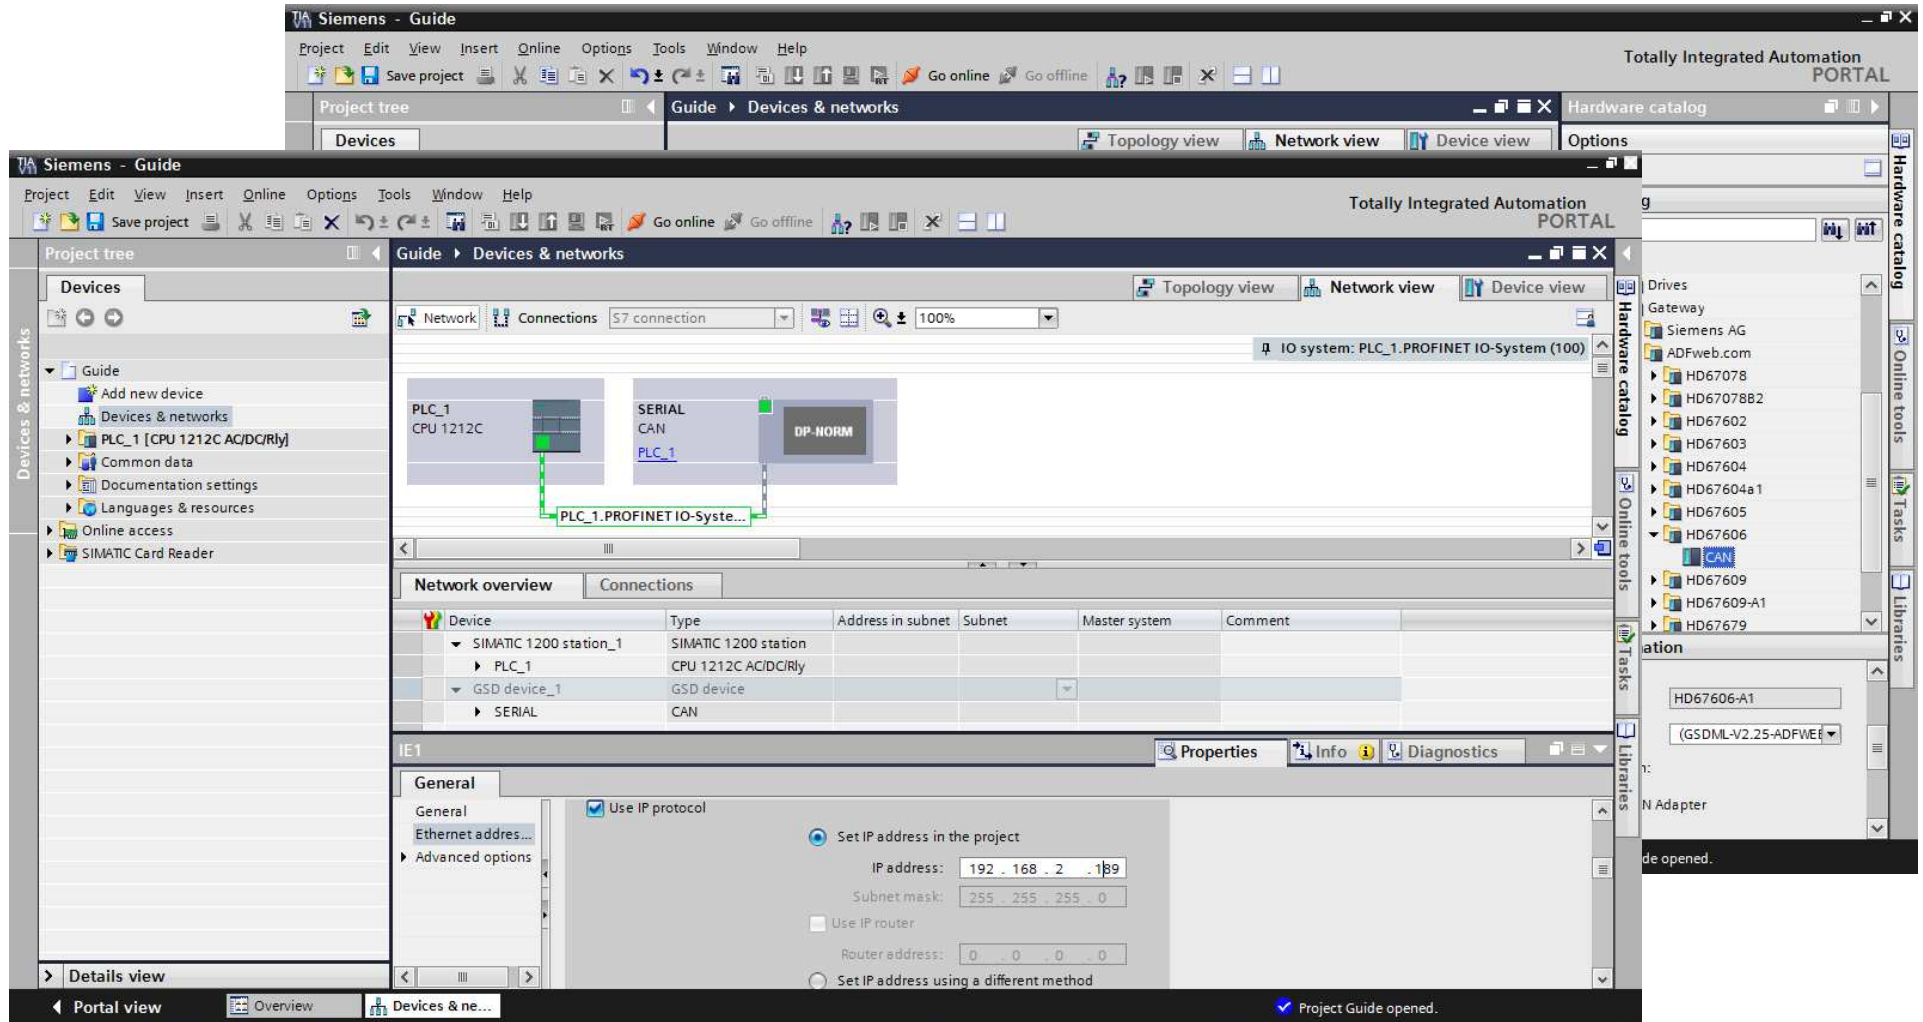 Siemens - Guide
Project Edit View Insert Online Options Tools Window Help
Totally Integrated Automation
PORTAL
Save project Go online Go offline
Project tree
Guide Devices & networks
Hardware catalog
Devices
Topology view Network view Device view
Options
Siemens - Guide
Project Edit View Insert Online Options Tools Window Help
Totally Integrated Automation
PORTAL
Save project Go online Go offline
Project tree
Guide Devices & networks
Devices
Topology view Network view Device view
Network Connections S7 connection 100%
IO system: PLC_1.PROFINET IO-System (100)
Devices & networks
Guide
Add new device
Devices & networks
PLC_1 [CPU 1212C AC/DC/Rly]
Common data
Documentation settings
Languages & resources
Online access
SIMATIC Card Reader
Details view
PLC_1
CPU 1212C
SERIAL
CAN
PLC_1
DP-NORM
PLC_1.PROFINET IO-Syste...
Network overview Connections
Device Type Address in subnet Subnet Master system Comment
SIMATIC 1200 station_1 SIMATIC 1200 station
PLC_1 CPU 1212C AC/DC/Rly
GSD device_1 GSD device
SERIAL CAN
IE1
Properties Info Diagnostics
General
General
Ethernet addres...
Advanced options
Use IP protocol
Set IP address in the project
IP address: 192 . 168 . 2 . 189
Subnet mask: 255 . 255 . 255 . 0
Use IP router
Router address: 0 . 0 . 0 . 0
Set IP address using a different method
Portal view Overview Devices & ne... Project Guide opened.
Hardware catalog
Online tools
Tasks
Libraries
g
Drives
Gateway
Siemens AG
ADFweb.com
HD67078
HD67078B2
HD67602
HD67603
HD67604
HD67604a1
HD67605
HD67606
CAN
HD67609
HD67609-A1
HD67679
ation
HD67606-A1
(GSDML-V2.25-ADFWE
n:
N Adapter
de opened.
Hardware catalog
Online tools
Tasks
Libraries